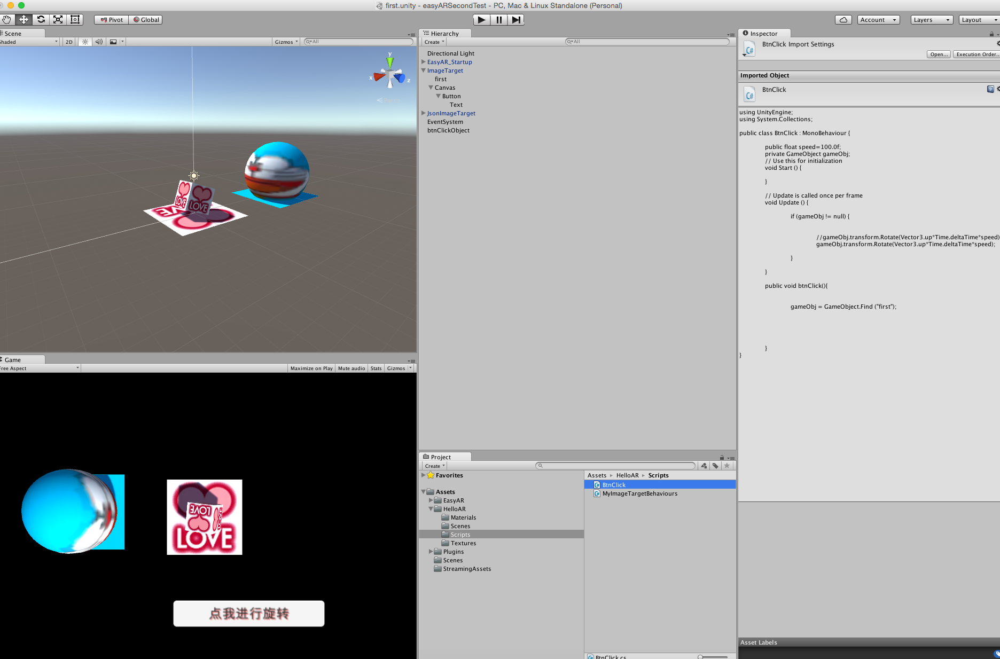 first.unity - easyARSecondTest - PC, Mac & Linux Standalone (Personal)
Pivot
Global
Account
Layers
Layout
Scene
Shaded
2D
Gizmos
All
y
x
z
Hierarchy
Create
All
Directional Light
EasyAR_Startup
ImageTarget
first
Canvas
Button
Text
JsonImageTarget
EventSystem
btnClickObject
LOVE
LOVE
Game
Free Aspect
Maximize on Play
Mute audio
Stats
Gizmos
LOVE
LOVE
点我进行旋转
Project
Create
Favorites
Assets
EasyAR
HelloAR
Materials
Scenes
Scripts
Textures
Plugins
Scenes
StreamingAssets
Assets
HelloAR
Scripts
BtnClick
MyImageTargetBehaviours
BtnClick.cs
Inspector
BtnClick Import Settings
Open...
Execution Order...
Imported Object
BtnClick
using UnityEngine;
using System.Collections;
public class BtnClick : MonoBehaviour {
public float speed=100.0f;
private GameObject gameObj;
// Use this for initialization
void Start () {
}
// Update is called once per frame
void Update () {
if (gameObj != null) {
//gameObj.transform.Rotate(Vector3.up*Time.deltaTime*speed)
gameObj.transform.Rotate(Vector3.up*Time.deltaTime*speed);
}
}
public void btnClick(){
gameObj = GameObject.Find ("first");
}
}
Asset Labels